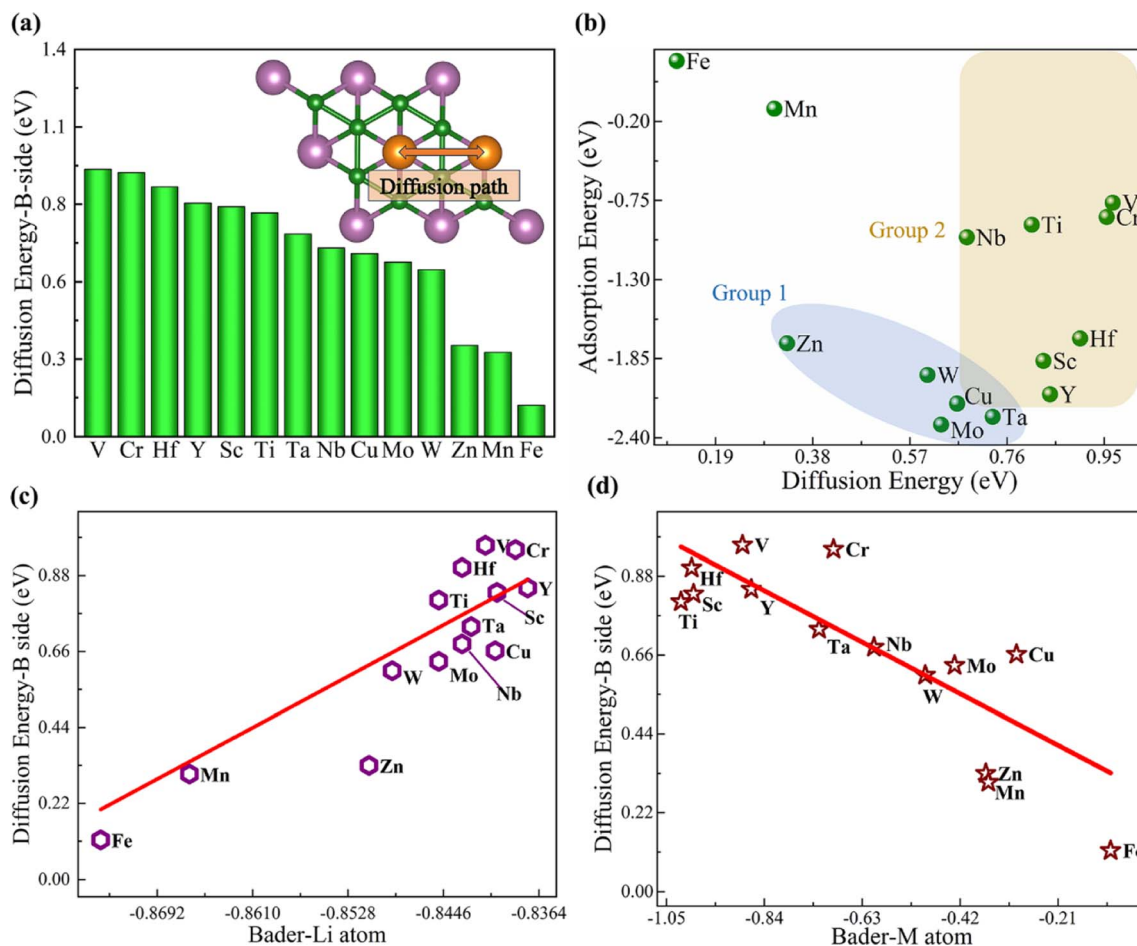 (a)
Diffusion Energy-B-side (eV)
1.4
1.1
0.8
0.6
0.3
0.0
Diffusion path
V Cr Hf Y Sc Ti Ta Nb Cu Mo W Zn Mn Fe
(b)
Adsorption Energy (eV)
-0.20
-0.75
-1.30
-1.85
-2.40
Fe
Mn
V
Cr
Ti
Nb
Group 2
Group 1
Hf
Zn
Sc
W
Y
Cu
Ta
Mo
0.19 0.38 0.57 0.76 0.95
Diffusion Energy (eV)
(c)
Diffusion Energy-B side (eV)
0.88
0.66
0.44
0.22
0.00
V
Cr
Hf
Y
Ti
Sc
Ta
Cu
Mo
W
Nb
Zn
Mn
Fe
-0.8692 -0.8610 -0.8528 -0.8446 -0.8364
Bader-Li atom
(d)
Diffusion Energy-B side (eV)
0.88
0.66
0.44
0.22
0.00
V
Cr
Hf
Sc
Y
Ti
Ta
Nb
Cu
Mo
W
Zn
Mn
Fe
-1.05 -0.84 -0.63 -0.42 -0.21
Bader-M atom